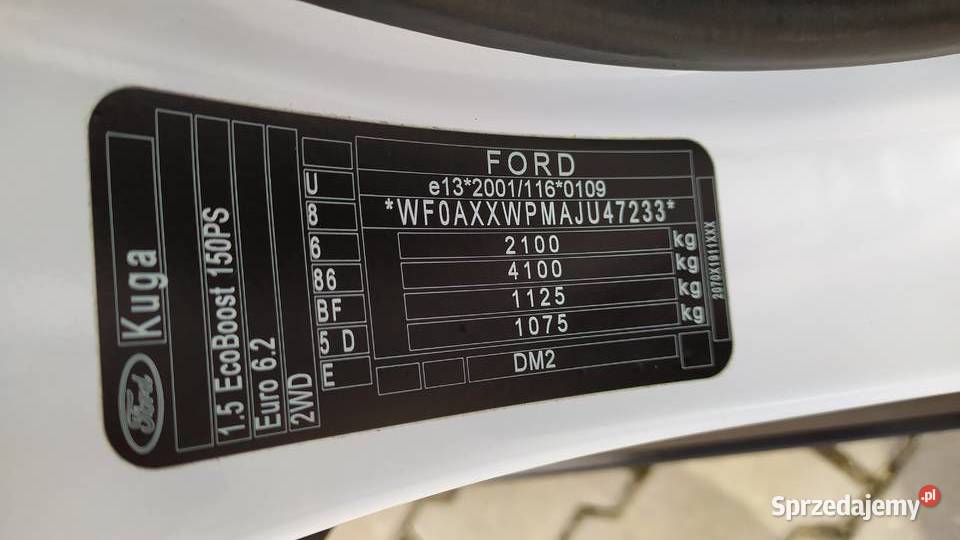 FORD
e13*2001/116*0109
*WF0AXXWPMAJU47233*
2100 kg
4100 kg
1125 kg
1075 kg
DM2
U
8
6
86
BF
5 D
E
Ford
Kuga
1.5 EcoBoost 150PS
Euro 6.2
2WD
2070X1911XXX
Sprzedajemy.pl